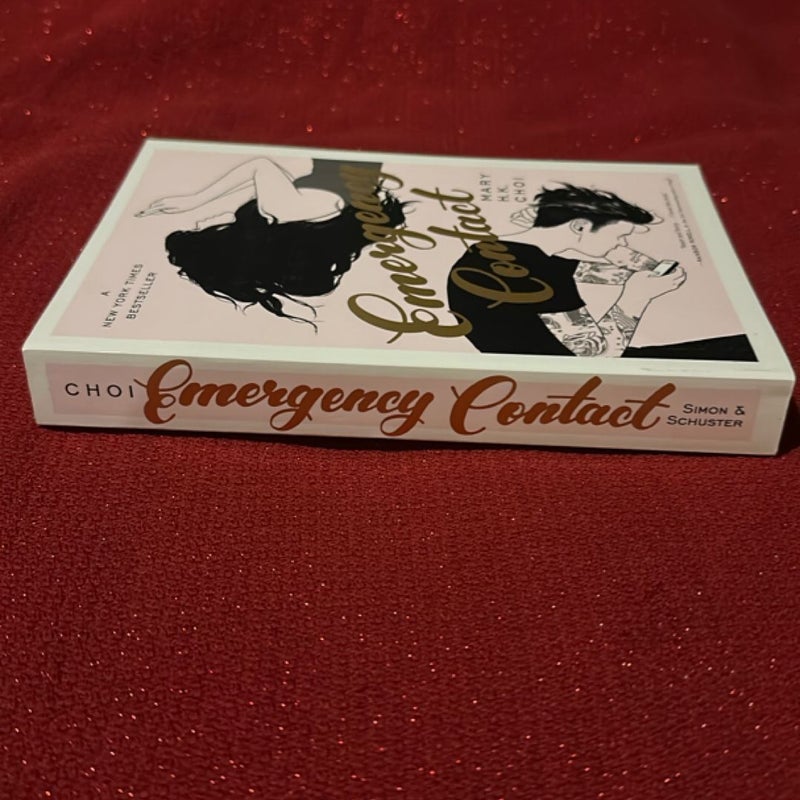 A
NEW YORK TIMES
BESTSELLER
Emergency
Contact
MARY
H.K.
CHOI
CHOI
Emergency Contact
SIMON &
SCHUSTER